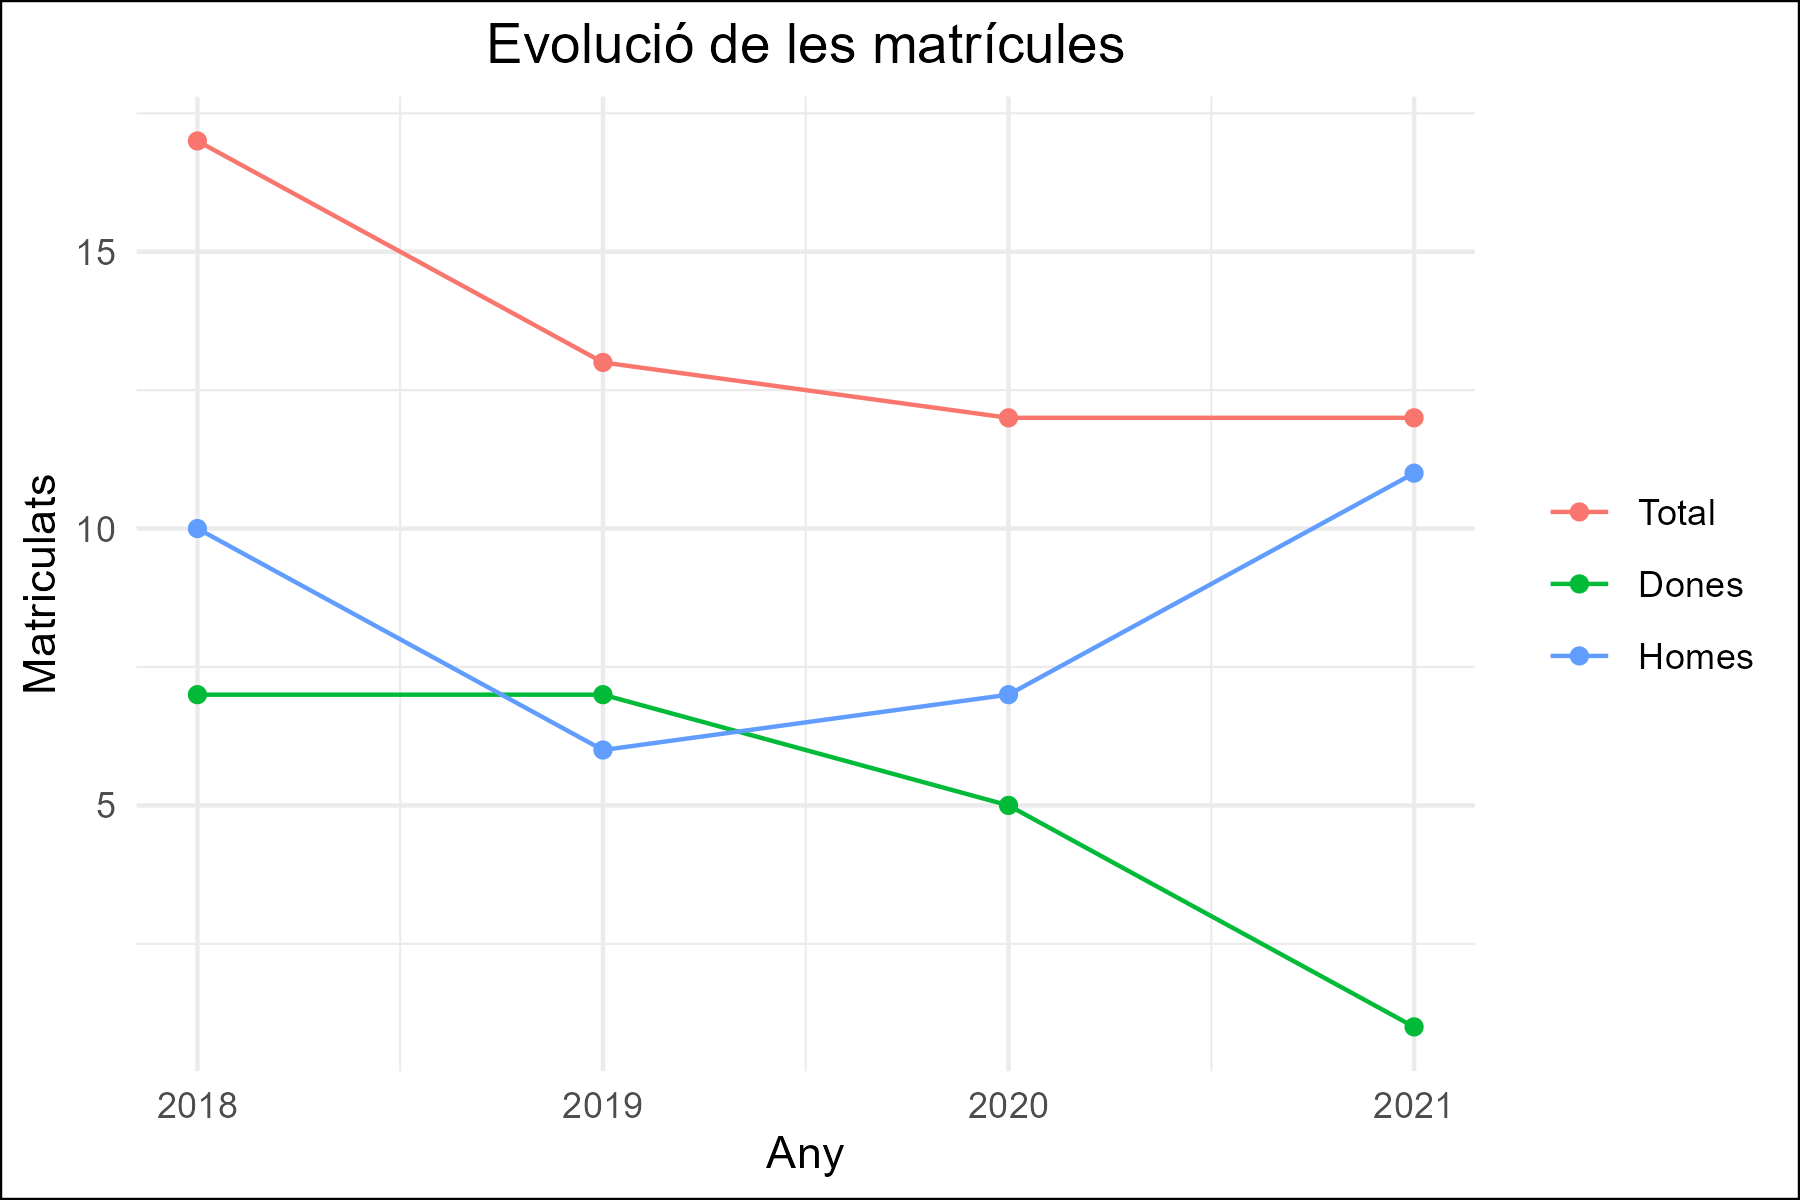 Evolució de les matrícules
Matriculats
15
10
5
2018
2019
2020
2021
Any
Total
Dones
Homes